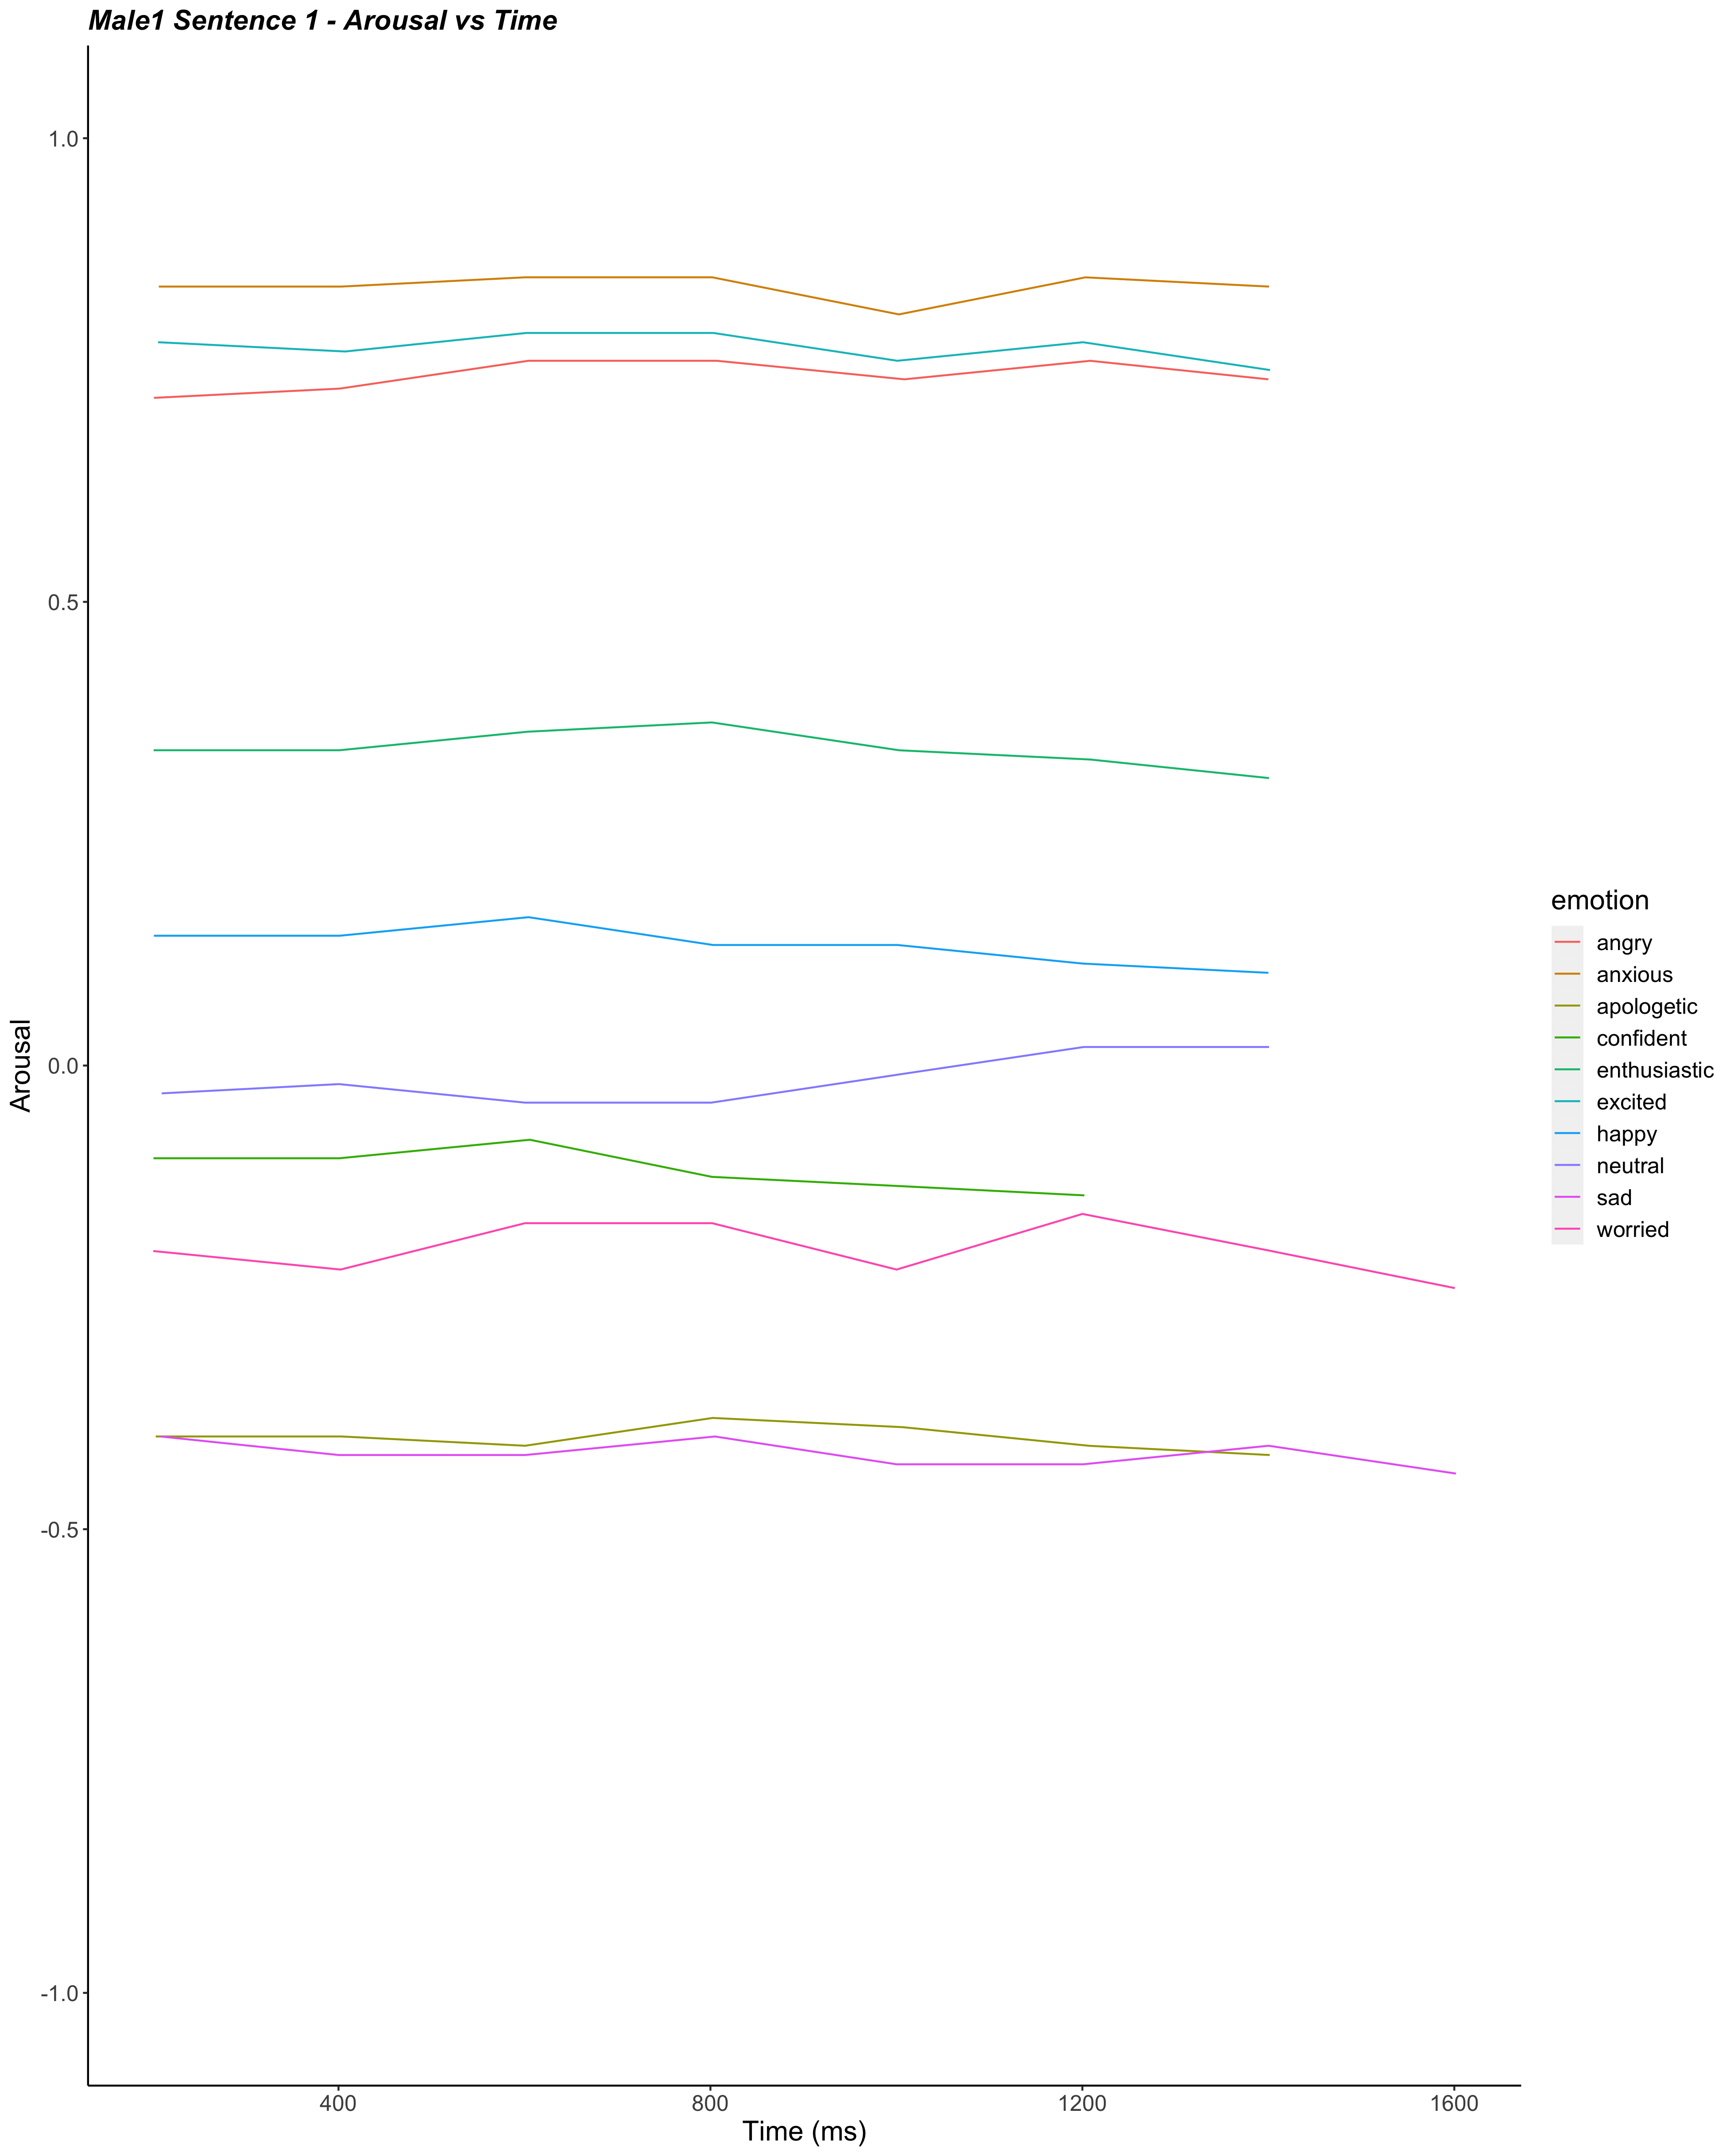 Male1 Sentence 1 - Arousal vs Time
1.0
0.5
0.0
-0.5
-1.0
Arousal
400
800
1200
1600
Time (ms)
emotion
angry
anxious
apologetic
confident
enthusiastic
excited
happy
neutral
sad
worried